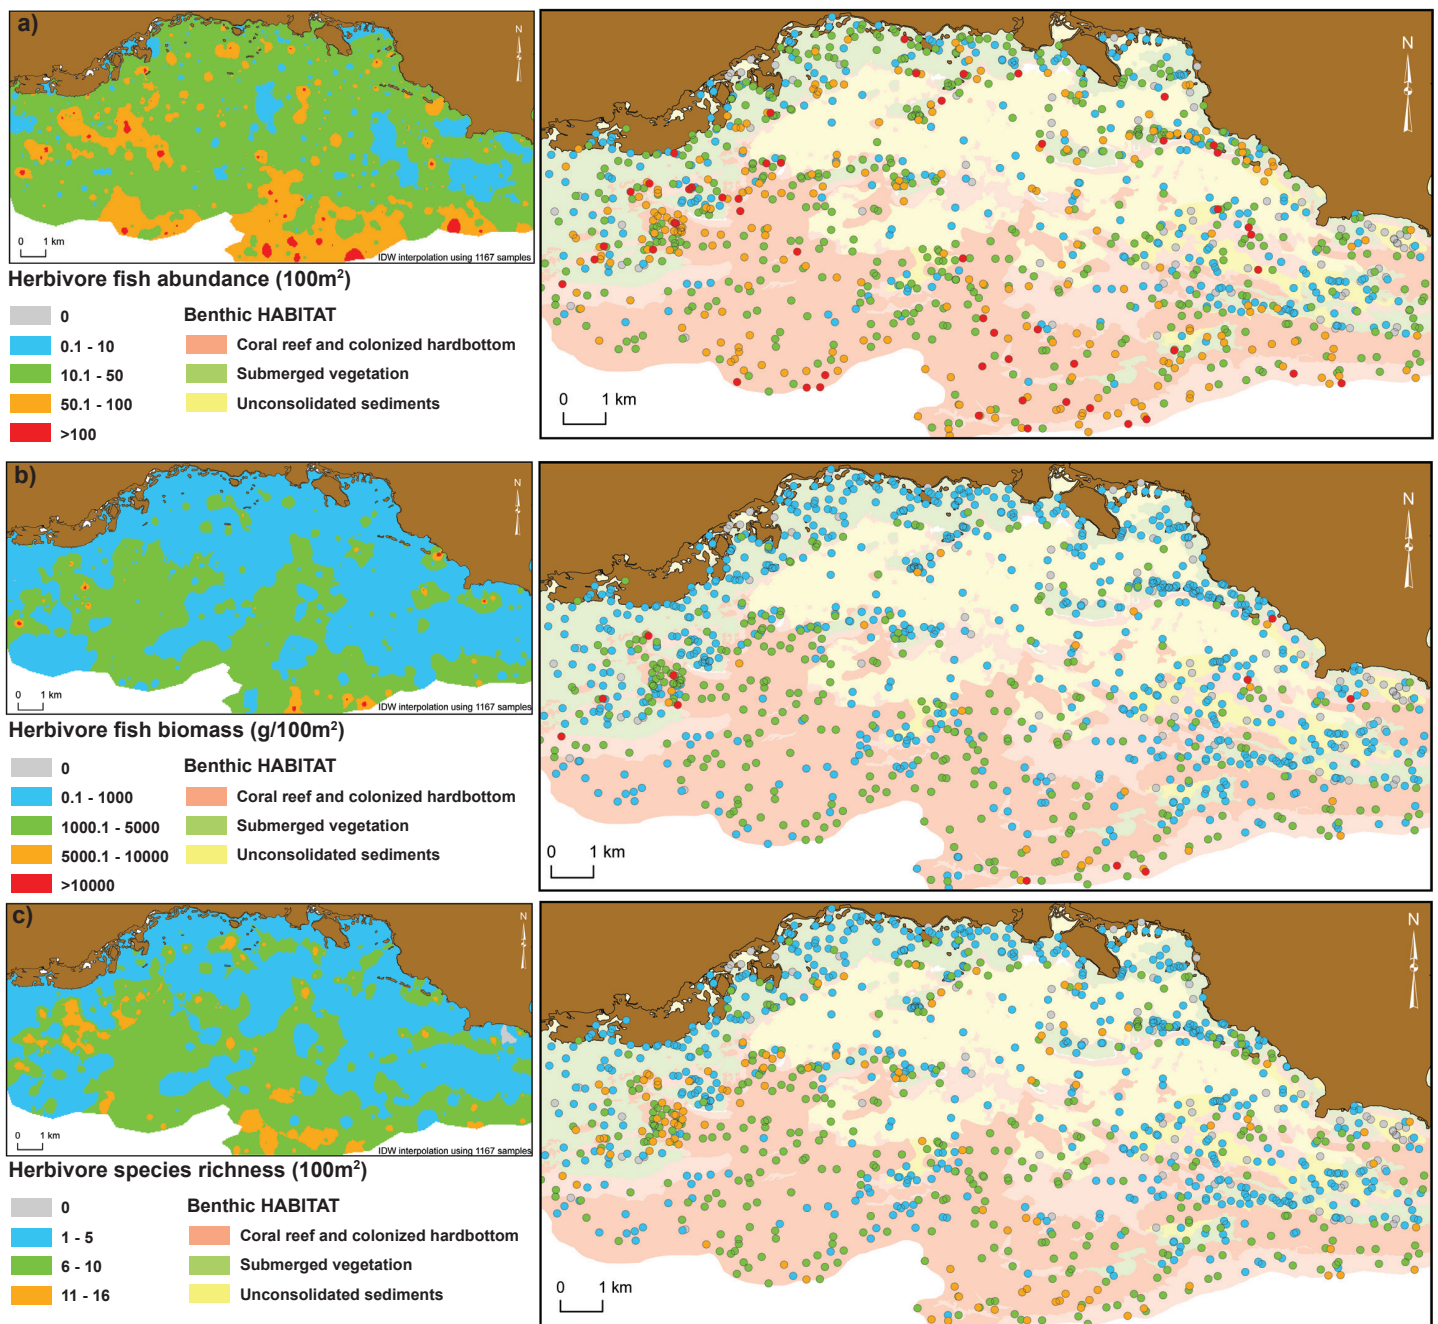 a)
N
0 1 km
IDW interpolation using 1167 samples
N
0 1 km
Herbivore fish abundance (100m²)
0
0.1 - 10
10.1 - 50
50.1 - 100
>100
Benthic HABITAT
Coral reef and colonized hardbottom
Submerged vegetation
Unconsolidated sediments
b)
N
0 1 km
IDW interpolation using 1167 samples
N
0 1 km
Herbivore fish biomass (g/100m²)
0
0.1 - 1000
1000.1 - 5000
5000.1 - 10000
>10000
Benthic HABITAT
Coral reef and colonized hardbottom
Submerged vegetation
Unconsolidated sediments
c)
N
0 1 km
IDW interpolation using 1167 samples
N
0 1 km
Herbivore species richness (100m²)
0
1 - 5
6 - 10
11 - 16
Benthic HABITAT
Coral reef and colonized hardbottom
Submerged vegetation
Unconsolidated sediments